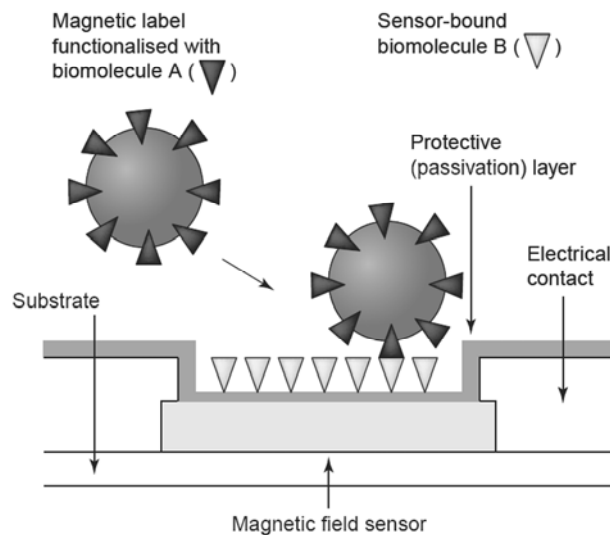 Magnetic label
functionalised with
biomolecule A ( )
Sensor-bound
biomolecule B ( )
Protective
(passivation) layer
Electrical
contact
Substrate
Magnetic field sensor